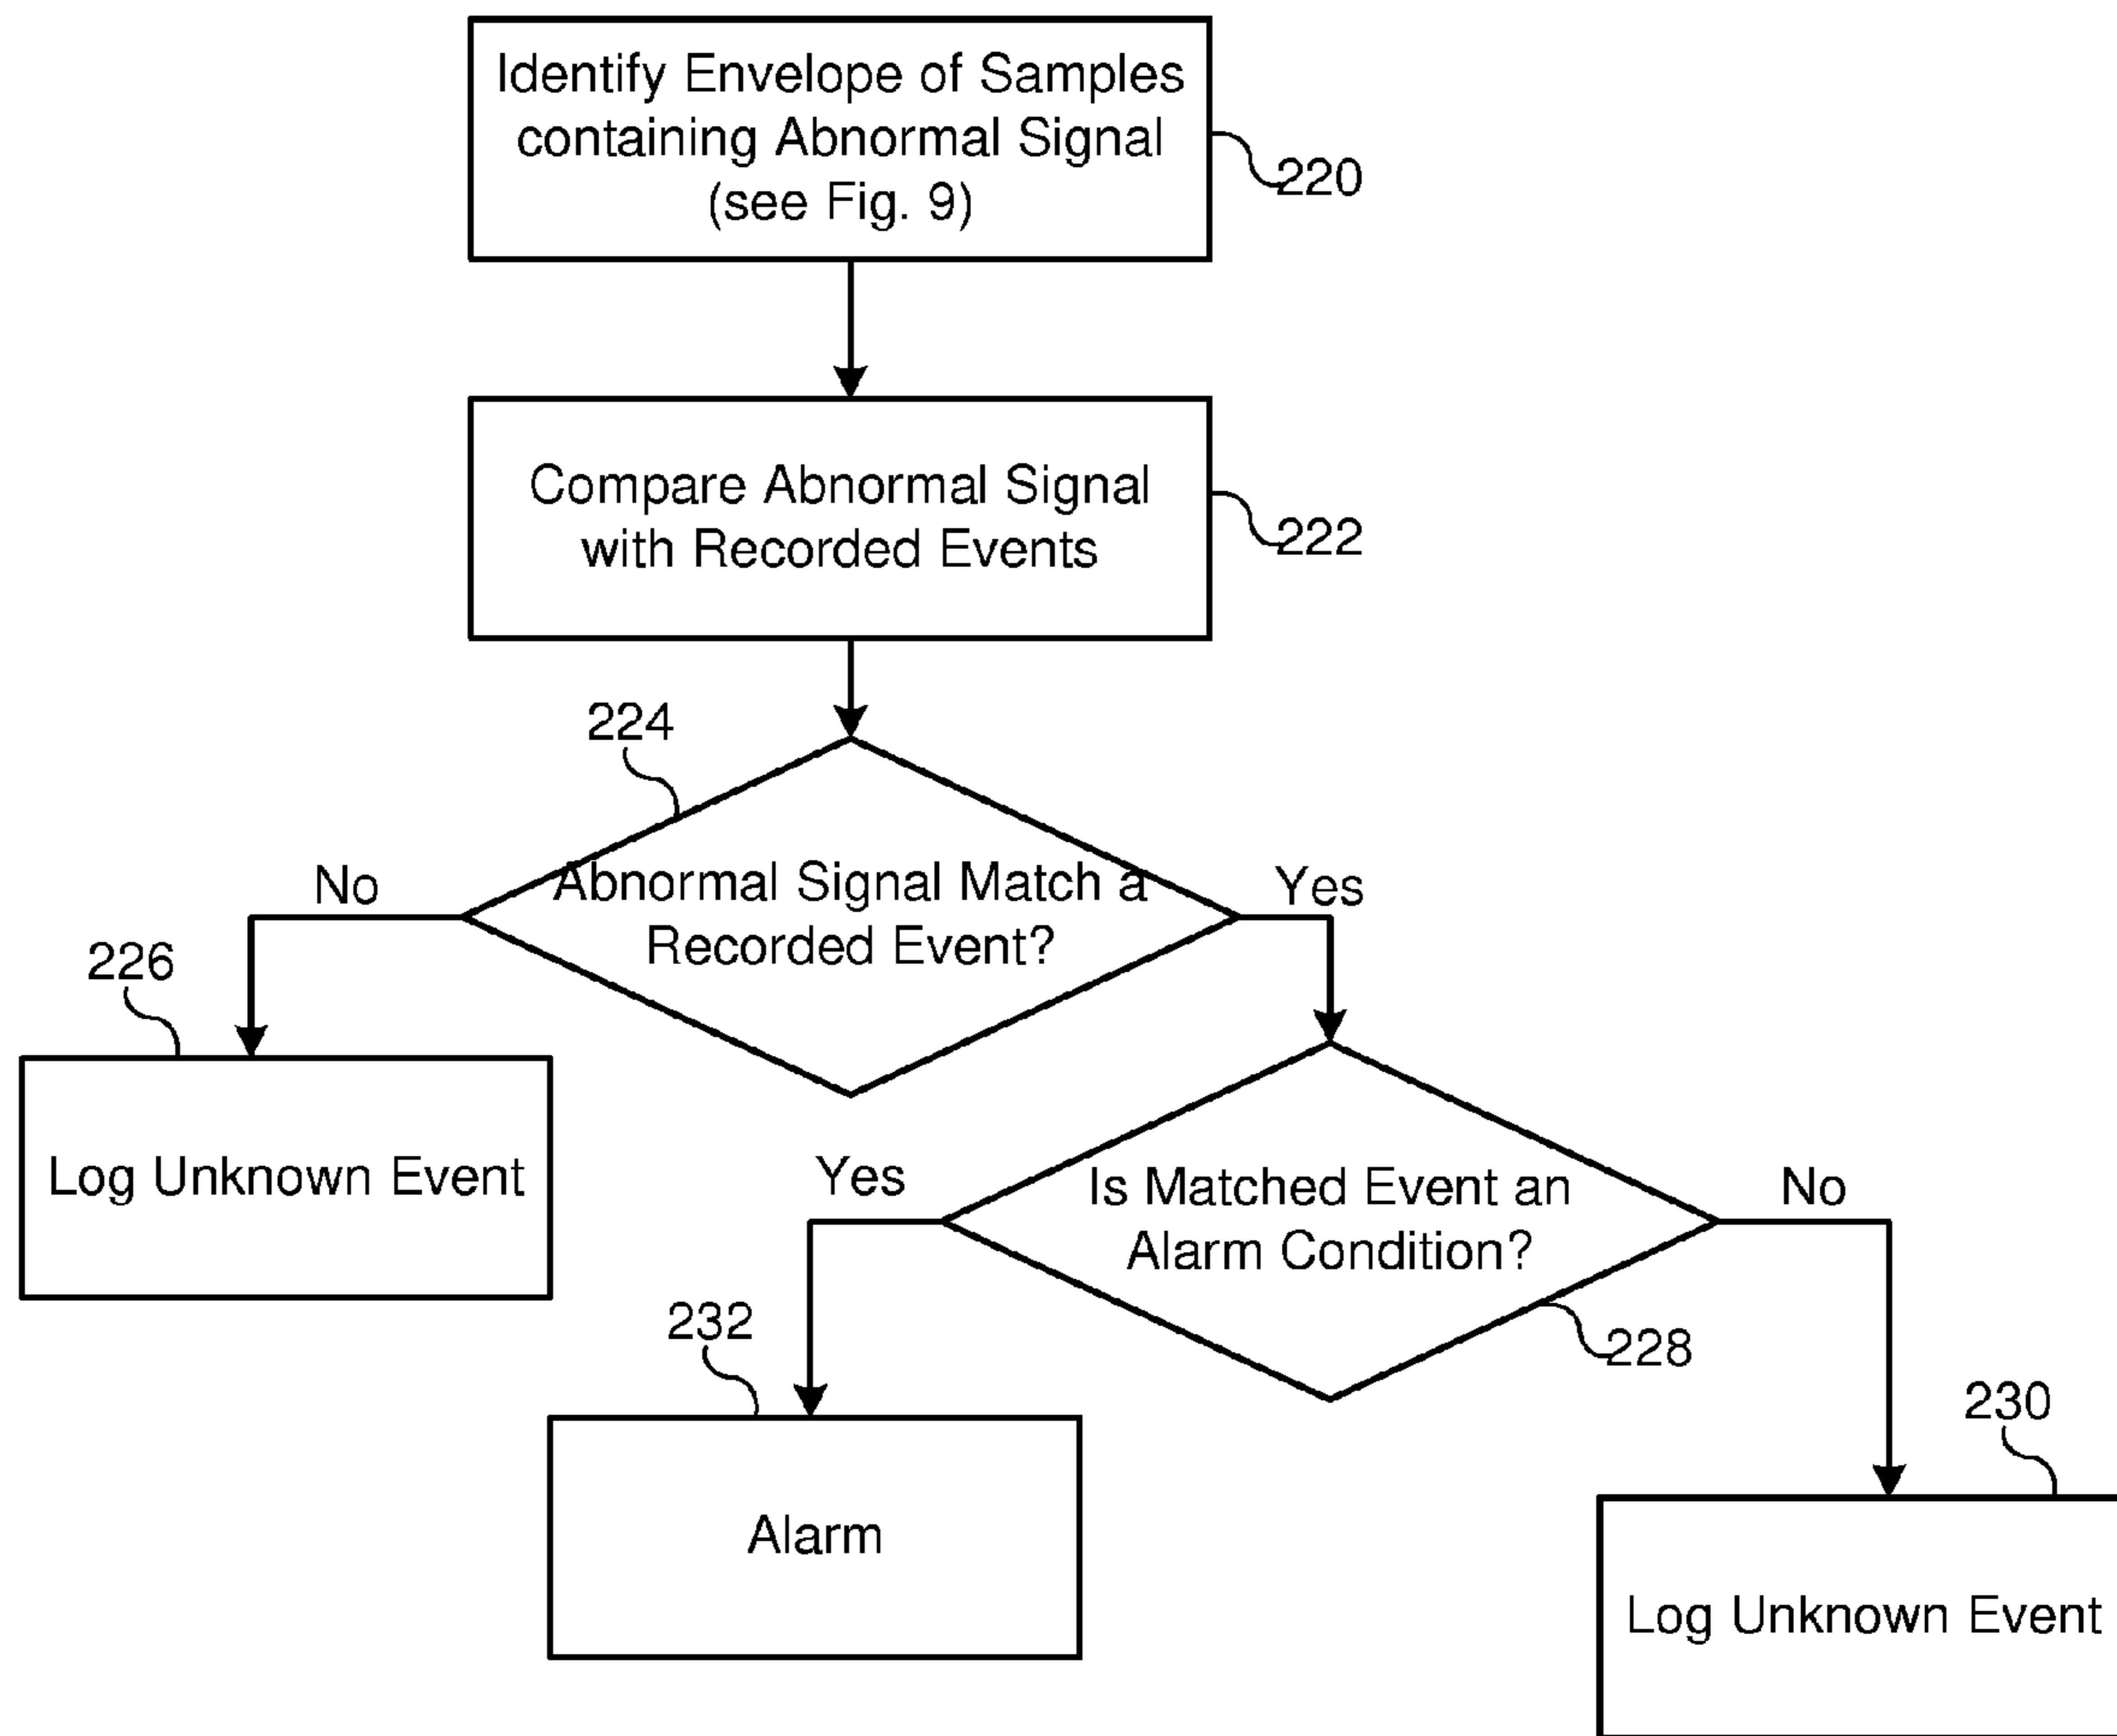 Identify Envelope of Samples
containing Abnormal Signal
(see Fig. 9)
220
Compare Abnormal Signal
with Recorded Events
222
224
Abnormal Signal Match a
Recorded Event?
No
Yes
226
Log Unknown Event
Is Matched Event an
Alarm Condition?
Yes
No
228
232
Alarm
230
Log Unknown Event